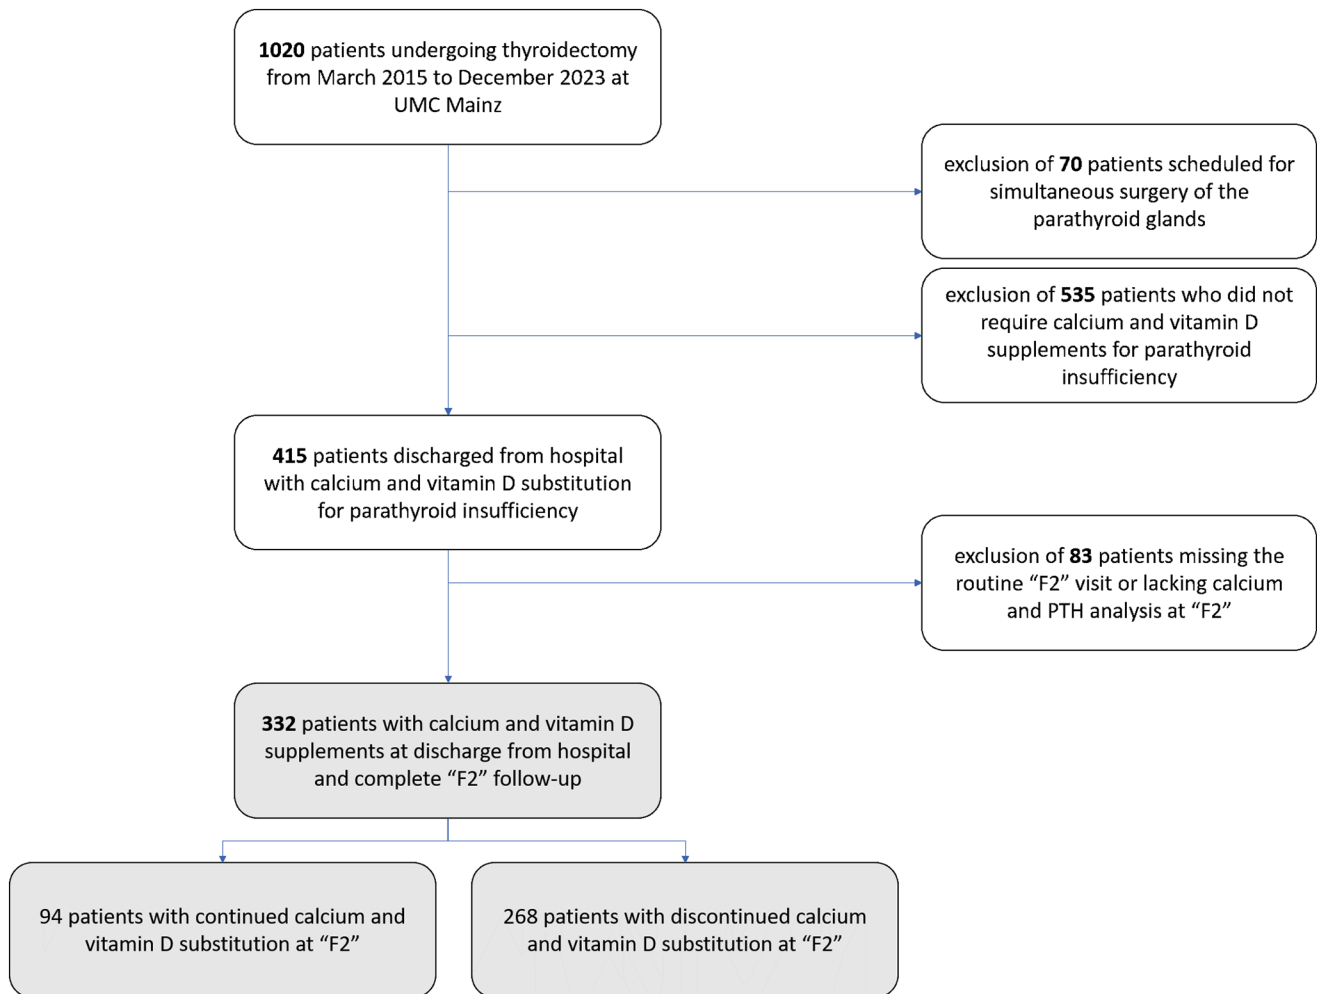 1020 patients undergoing thyroidectomy
from March 2015 to December 2023 at
UMC Mainz
exclusion of 70 patients scheduled for
simultaneous surgery of the
parathyroid glands
exclusion of 535 patients who did not
require calcium and vitamin D
supplements for parathyroid
insufficiency
415 patients discharged from hospital
with calcium and vitamin D substitution
for parathyroid insufficiency
exclusion of 83 patients missing the
routine “F2” visit or lacking calcium
and PTH analysis at “F2”
332 patients with calcium and vitamin D
supplements at discharge from hospital
and complete “F2” follow-up
94 patients with continued calcium and
vitamin D substitution at “F2”
268 patients with discontinued calcium
and vitamin D substitution at “F2”